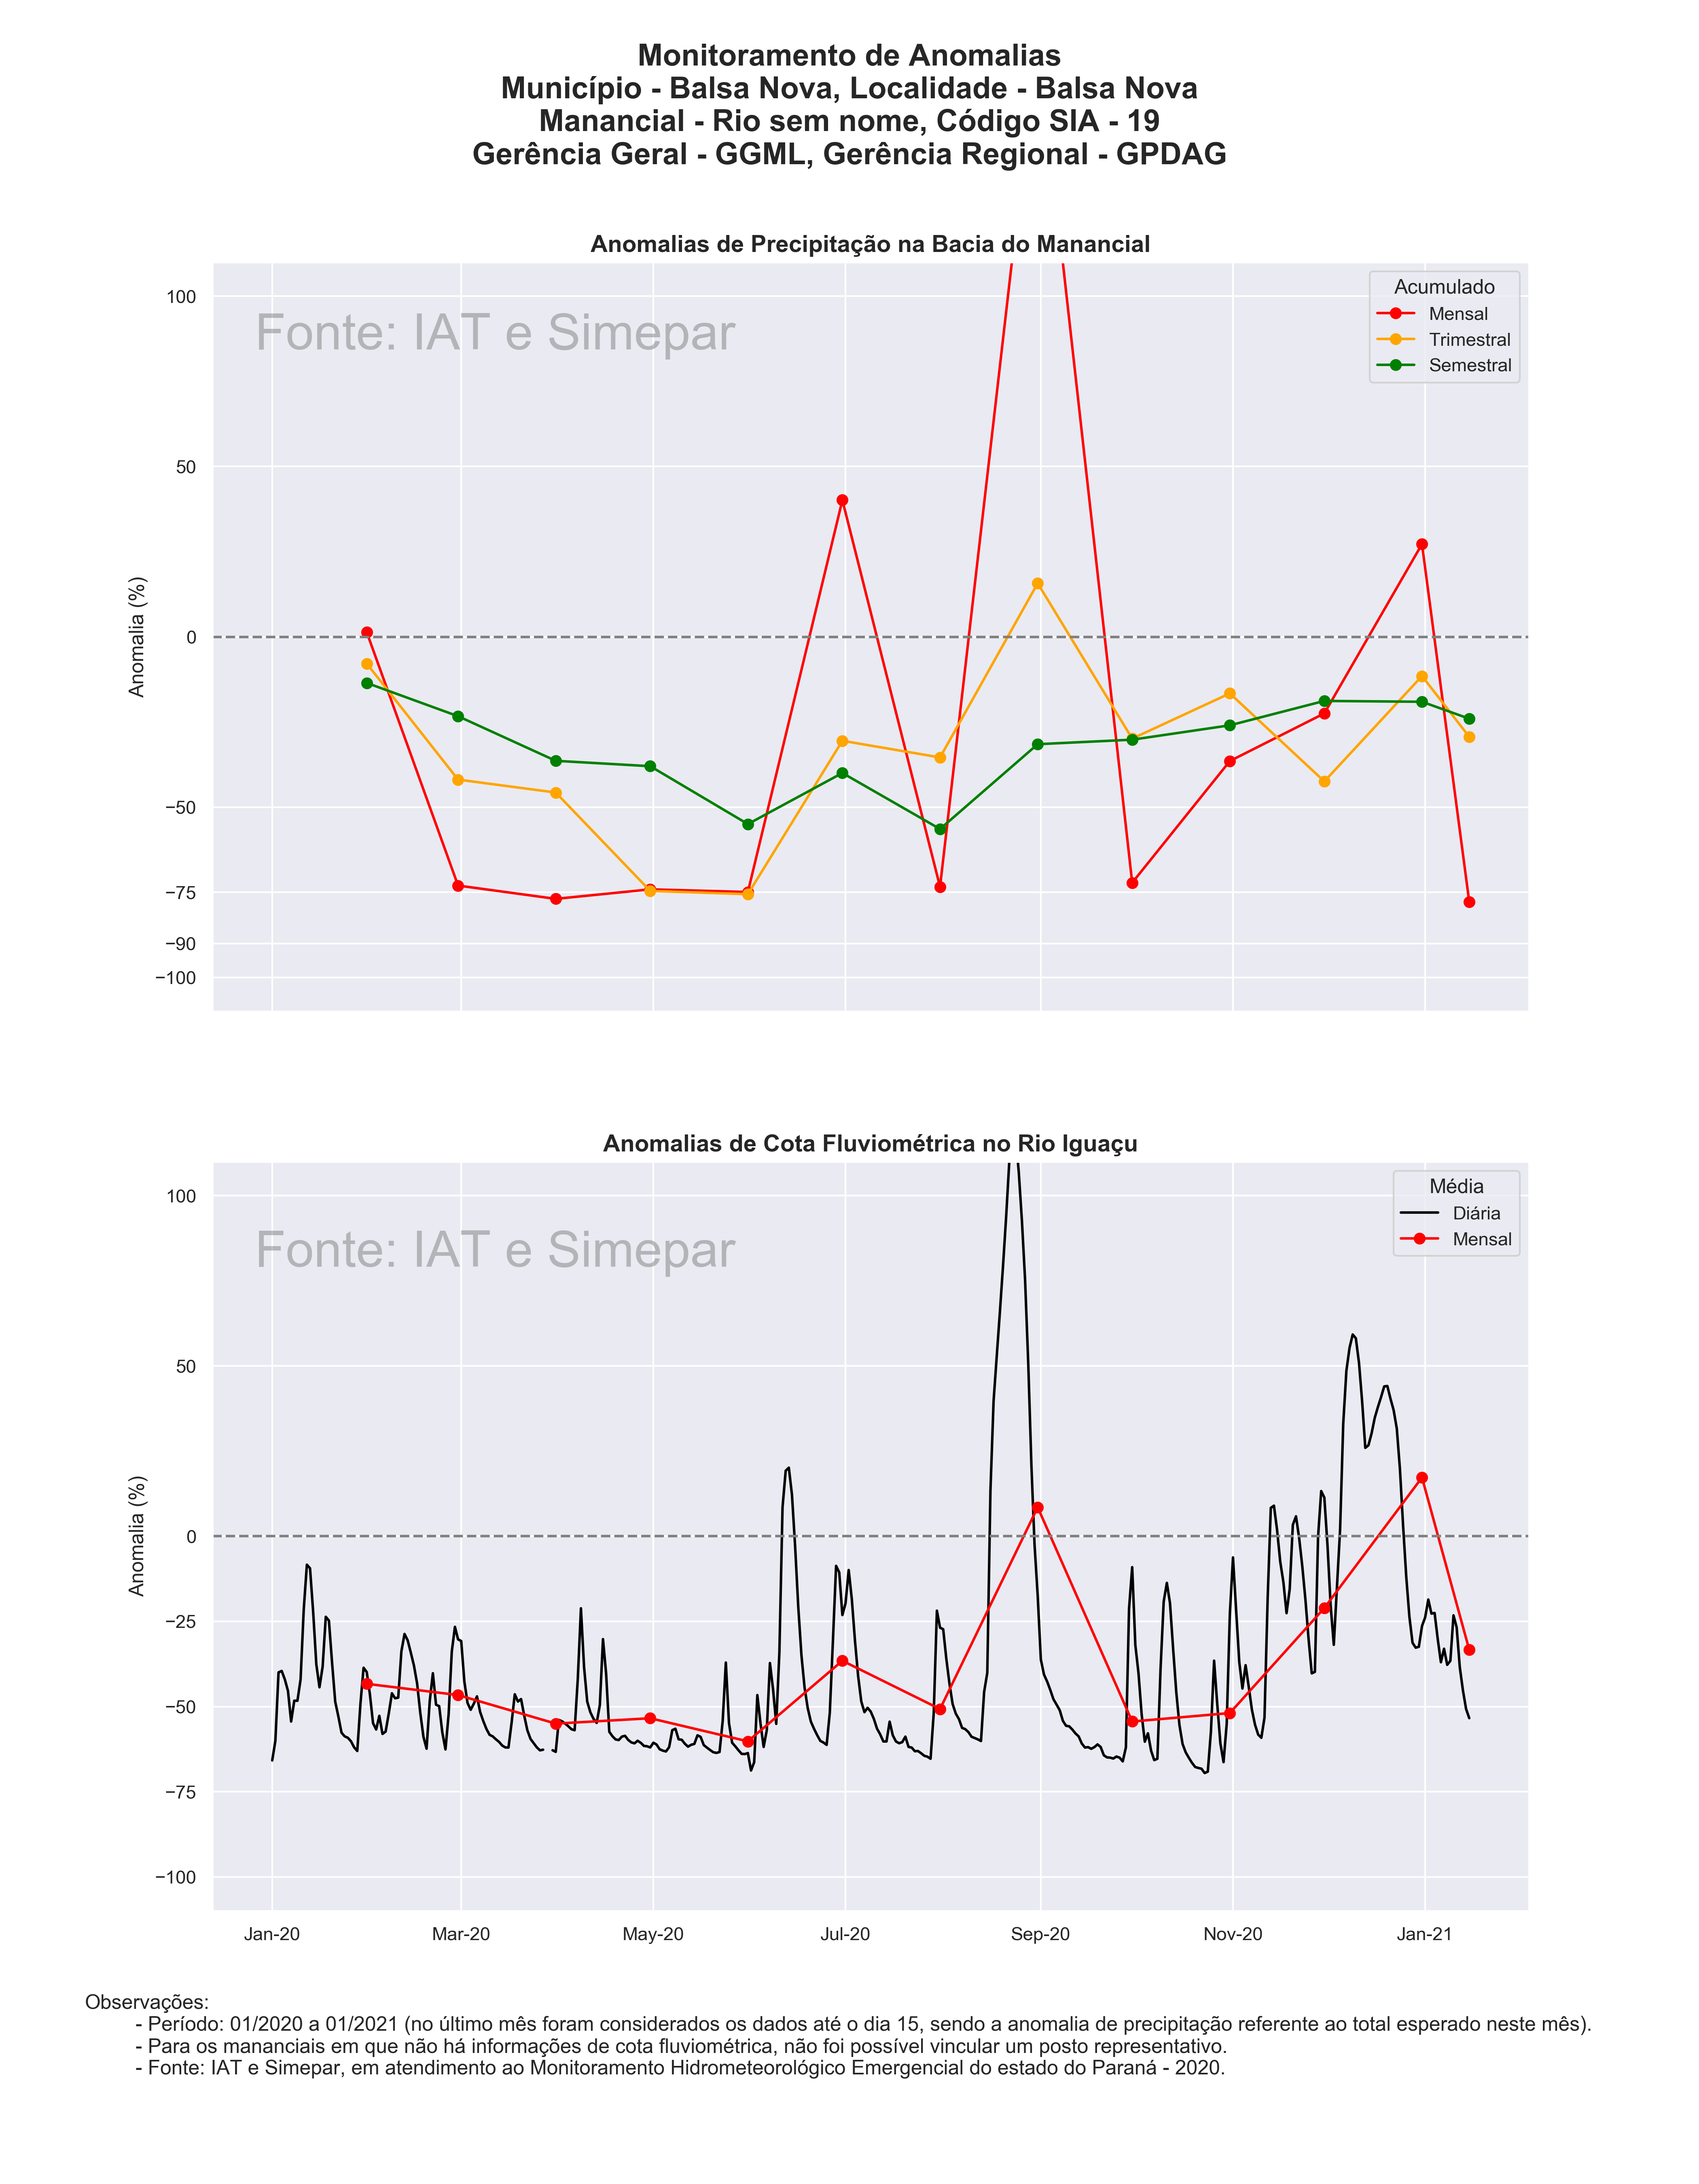 Monitoramento de Anomalias
Município - Balsa Nova, Localidade - Balsa Nova
Manancial - Rio sem nome, Código SIA - 19
Gerência Geral - GGML, Gerência Regional - GPDAG
Anomalias de Precipitação na Bacia do Manancial
Fonte: IAT e Simepar
Acumulado
Mensal
Trimestral
Semestral
Anomalia (%)
100
50
0
−50
−75
−90
−100
Anomalias de Cota Fluviométrica no Rio Iguaçu
Fonte: IAT e Simepar
Média
Diária
Mensal
Anomalia (%)
100
50
0
−25
−50
−75
−100
Jan-20 Mar-20 May-20 Jul-20 Sep-20 Nov-20 Jan-21
Observações:
- Período: 01/2020 a 01/2021 (no último mês foram considerados os dados até o dia 15, sendo a anomalia de precipitação referente ao total esperado neste mês).
- Para os mananciais em que não há informações de cota fluviométrica, não foi possível vincular um posto representativo.
- Fonte: IAT e Simepar, em atendimento ao Monitoramento Hidrometeorológico Emergencial do estado do Paraná - 2020.